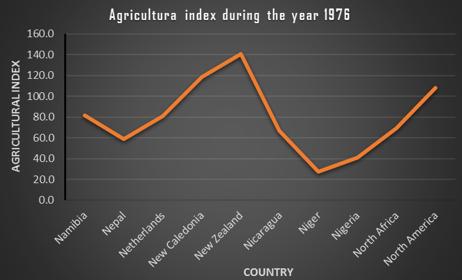 Agricultura index during the year 1976
AGRICULTURAL INDEX
160.0
140.0
120.0
100.0
80.0
60.0
40.0
20.0
0.0
Namibia
Nepal
Netherlands
New Caledonia
New Zealand
Nicaragua
Niger
Nigeria
North Africa
North America
COUNTRY